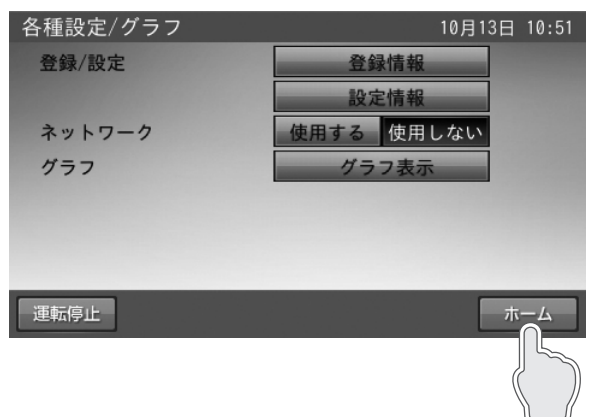 各種設定/グラフ 10月13日 10:51
登録/設定 登録情報
設定情報
ネットワーク 使用する 使用しない
グラフ グラフ表示
運転停止 ホーム